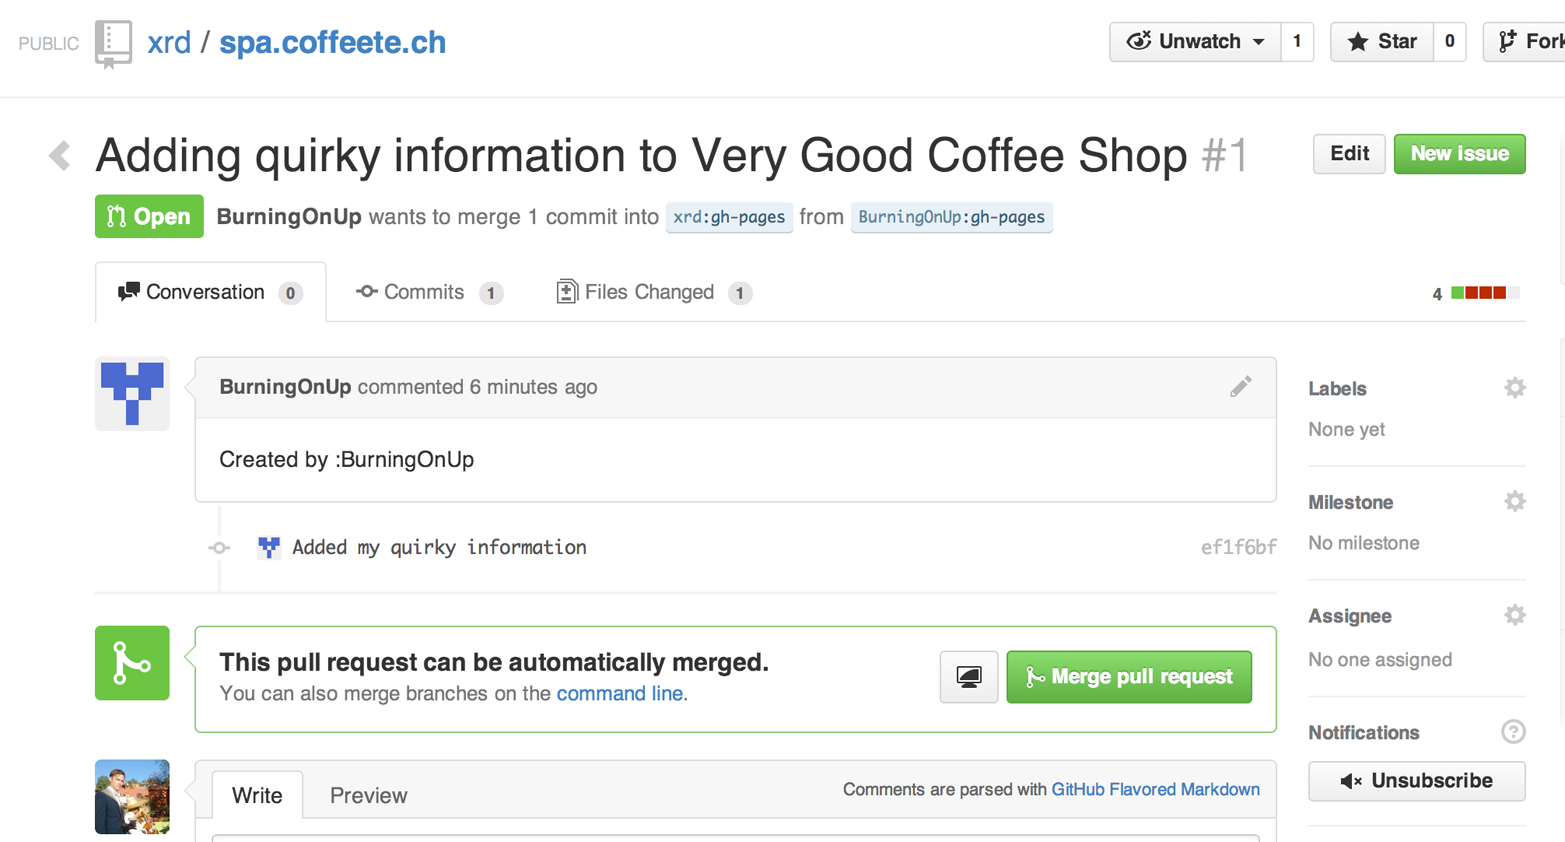 PUBLIC xrd / spa.coffeete.ch Unwatch 1 Star 0 Fork
Adding quirky information to Very Good Coffee Shop #1 Edit New issue
Open BurningOnUp wants to merge 1 commit into xrd:gh-pages from BurningOnUp:gh-pages
Conversation 0 Commits 1 Files Changed 1 4
BurningOnUp commented 6 minutes ago
Created by :BurningOnUp
Added my quirky information ef1f6bf
This pull request can be automatically merged.
You can also merge branches on the command line.
Merge pull request
Write Preview Comments are parsed with GitHub Flavored Markdown
Labels
None yet
Milestone
No milestone
Assignee
No one assigned
Notifications ?
Unsubscribe